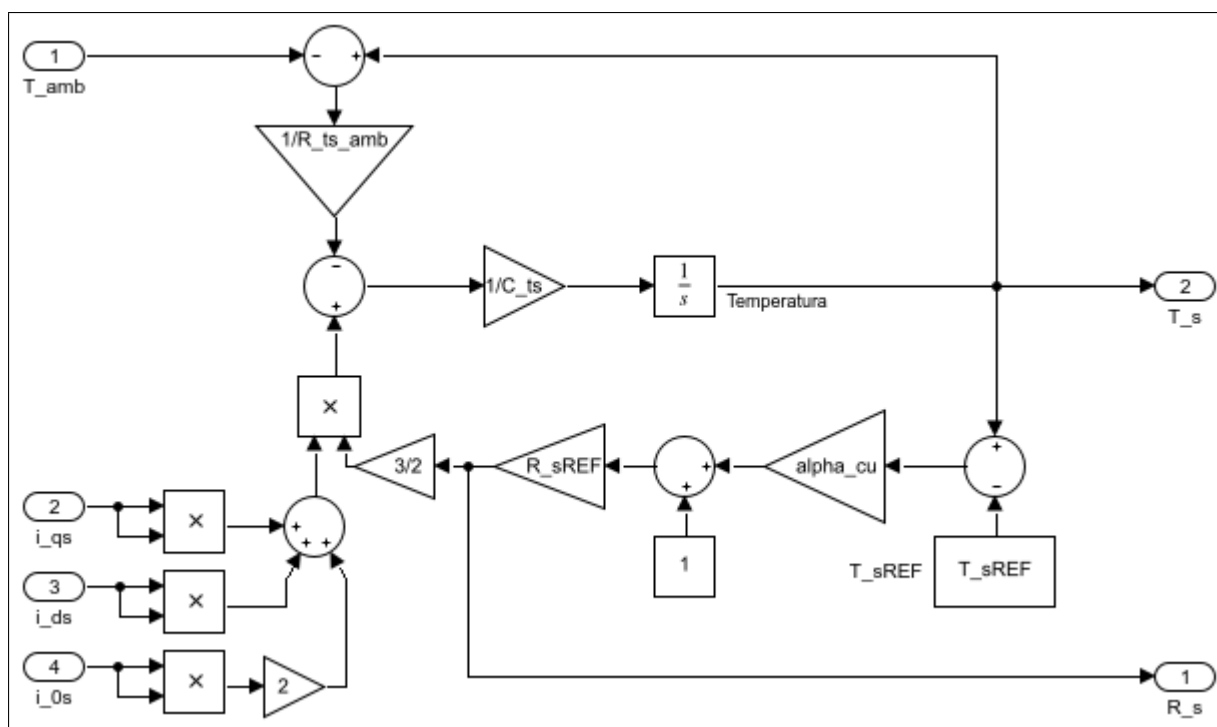 1
T_amb
-
+
1/R_ts_amb
-
+
1/C_ts
1
s
Temperatura
2
T_s
×
3/2
R_sREF
+
+
alpha_cu
+
-
1
T_sREF
T_sREF
2
i_qs
×
+
+ +
3
i_ds
×
4
i_0s
×
2
1
R_s